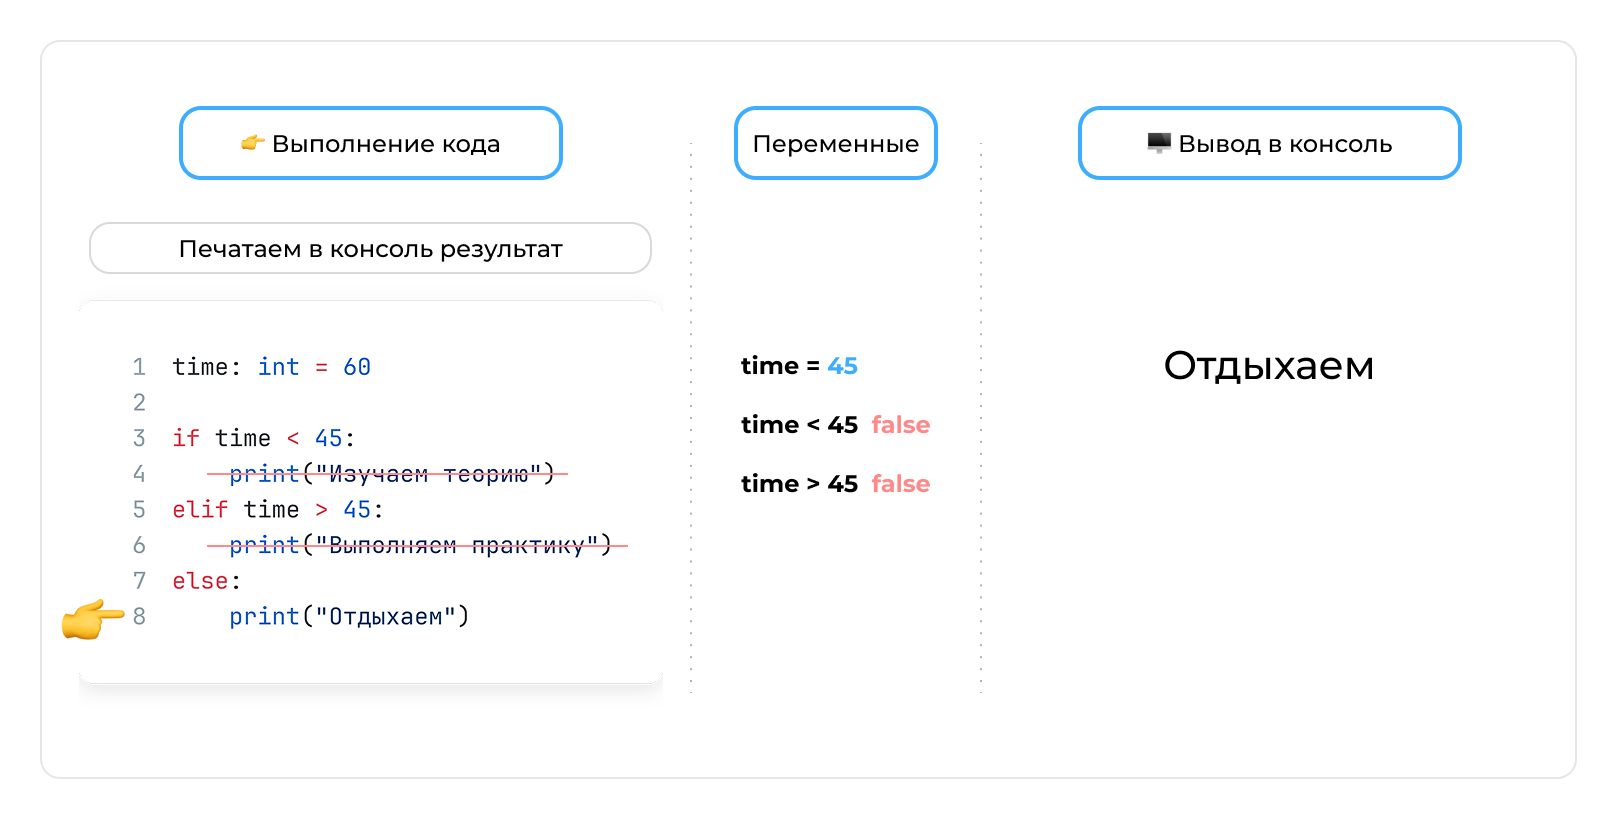 👉 Выполнение кода
Печатаем в консоль результат
1 time: int = 60
2
3 if time < 45:
4     print("Изучаем теорию")
5 elif time > 45:
6     print("Выполняем практику")
7 else:
8     print("Отдыхаем")
Переменные
time = 45
time < 45 false
time > 45 false
🖥 Вывод в консоль
Отдыхаем